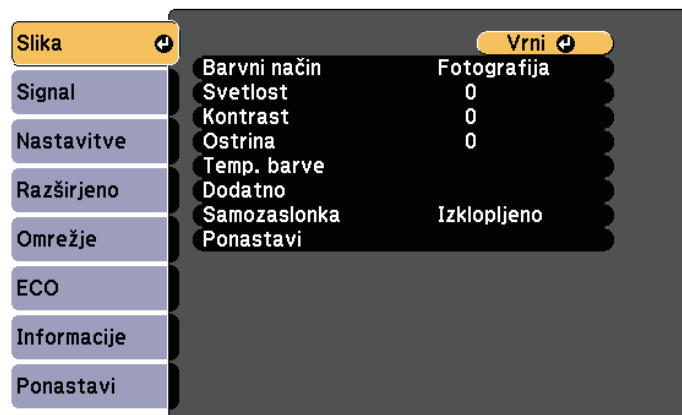 Slika
Signal
Nastavitve
Razširjeno
Omrežje
ECO
Informacije
Ponastavi
Vrni
Barvni način Fotografija
Svetlost 0
Kontrast 0
Ostrina 0
Temp. barve
Dodatno
Samozaslonka Izklopljeno
Ponastavi